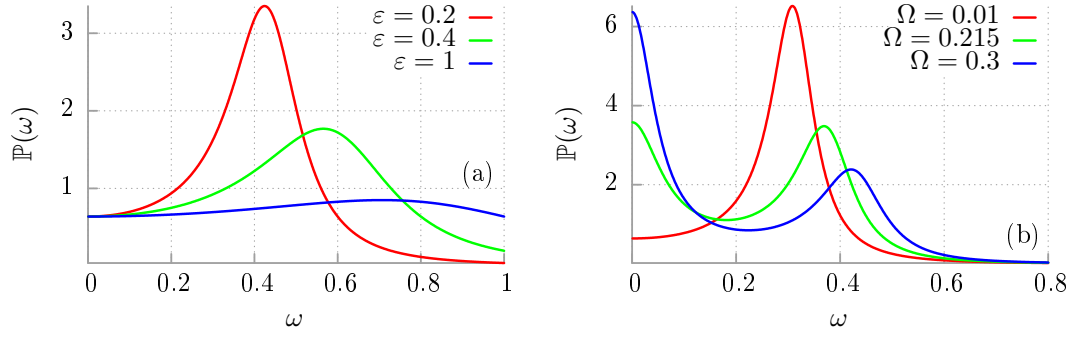 ε = 0.2
ε = 0.4
ε = 1
3
2
1
ℙ(ω)
(a)
0 0.2 0.4 0.6 0.8 1
ω
Ω = 0.01
Ω = 0.215
Ω = 0.3
6
4
2
ℙ(ω)
(b)
0 0.2 0.4 0.6 0.8
ω